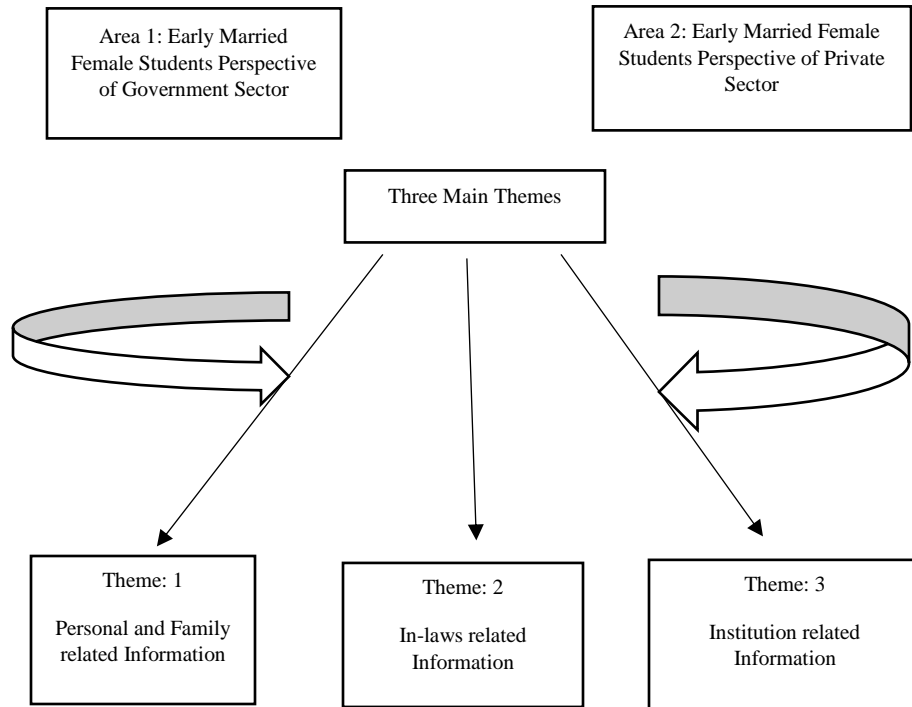 Area 1: Early Married
Female Students Perspective
of Government Sector
Area 2: Early Married Female
Students Perspective of Private
Sector
Three Main Themes
Theme: 1
Personal and Family
related Information
Theme: 2
In-laws related
Information
Theme: 3
Institution related
Information